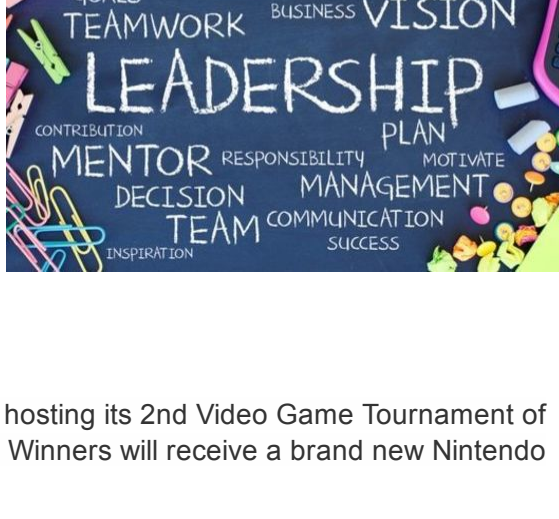 TEAMWORK BUSINESS VISION
LEADERSHIP
CONTRIBUTION PLAN
MENTOR RESPONSIBILITY MOTIVATE
DECISION MANAGEMENT
TEAM COMMUNICATION
INSPIRATION SUCCESS
hosting its 2nd Video Game Tournament of
Winners will receive a brand new Nintendo